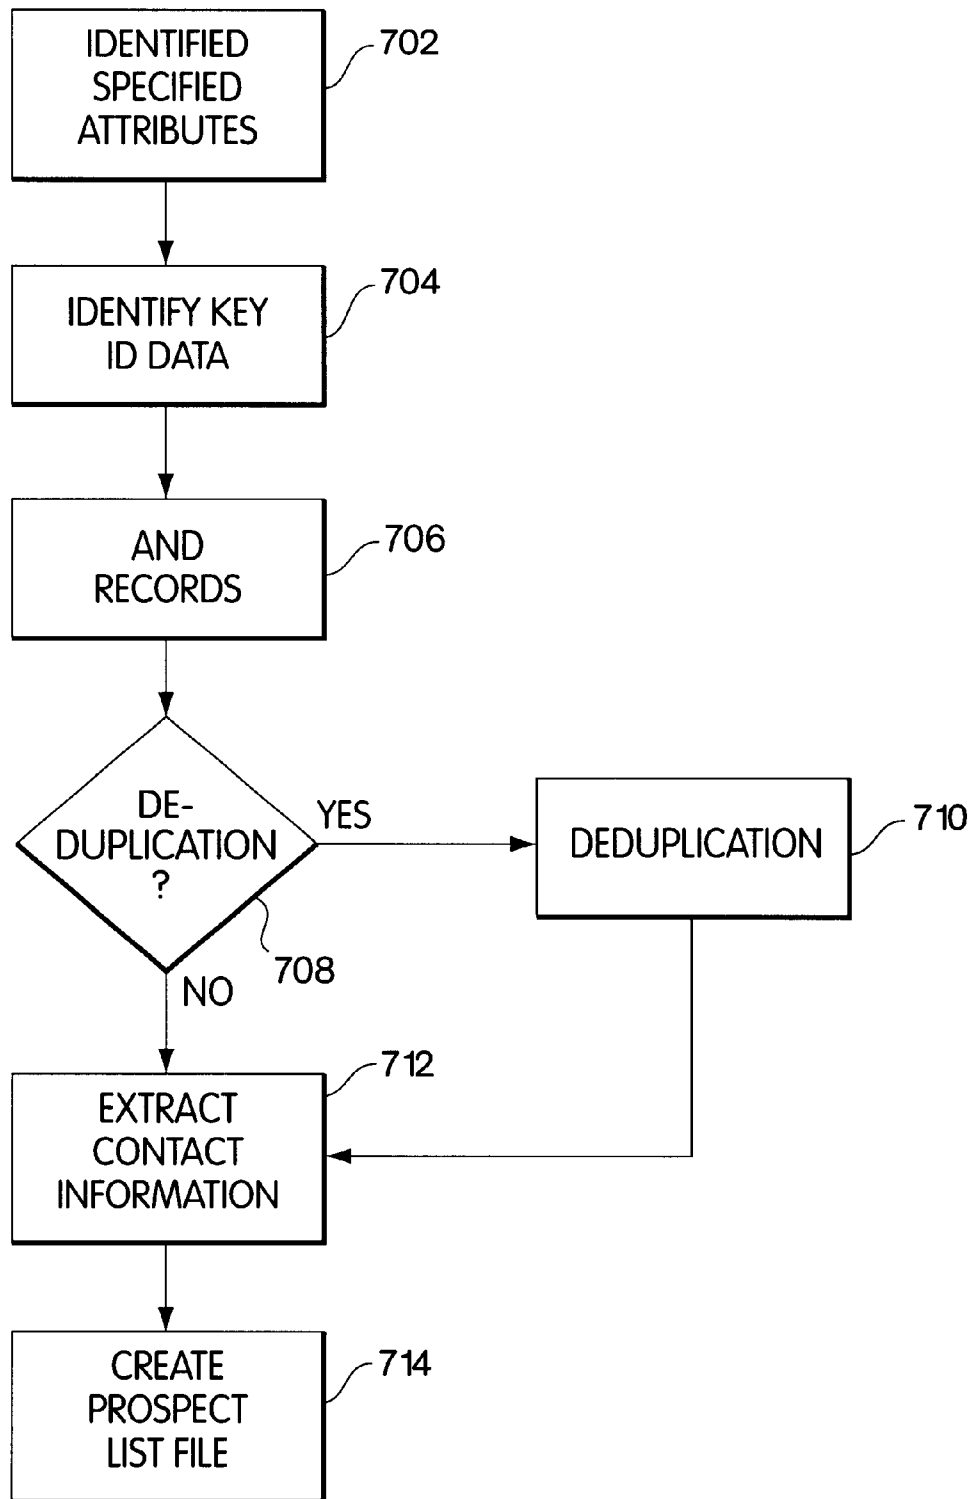 IDENTIFIED
SPECIFIED
ATTRIBUTES
702
IDENTIFY KEY
ID DATA
704
AND
RECORDS
706
DE-
DUPLICATION
?
708
YES
DEDUPLICATION
710
NO
EXTRACT
CONTACT
INFORMATION
712
CREATE
PROSPECT
LIST FILE
714